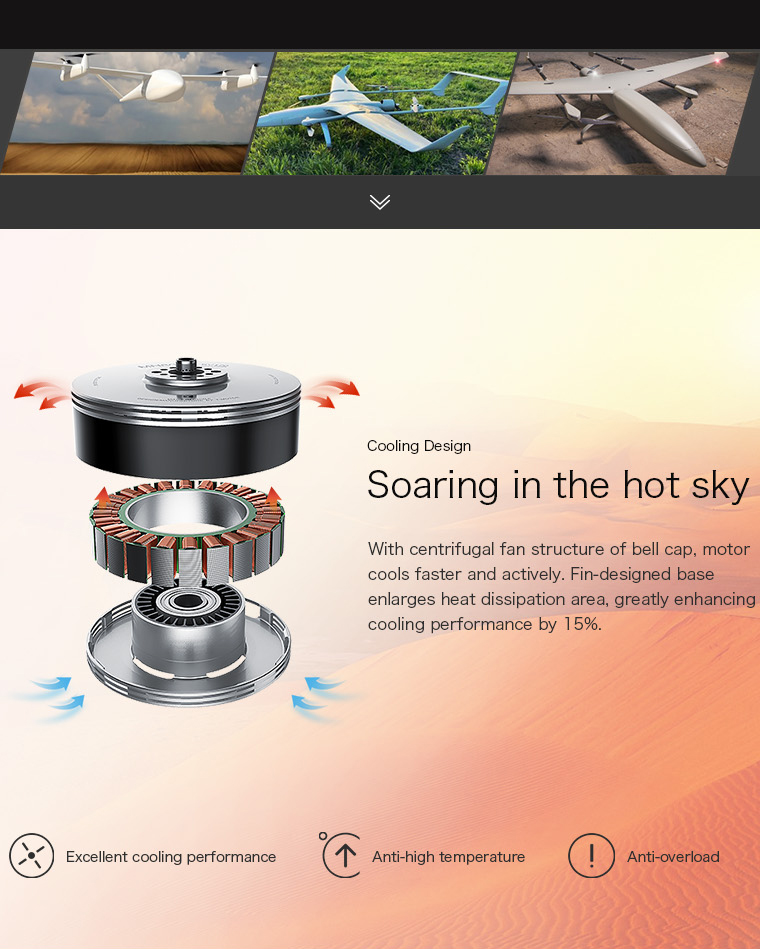 Cooling Design
Soaring in the hot sky
With centrifugal fan structure of bell cap, motor
cools faster and actively. Fin-designed base
enlarges heat dissipation area, greatly enhancing
cooling performance by 15%.
Excellent cooling performance
Anti-high temperature
Anti-overload